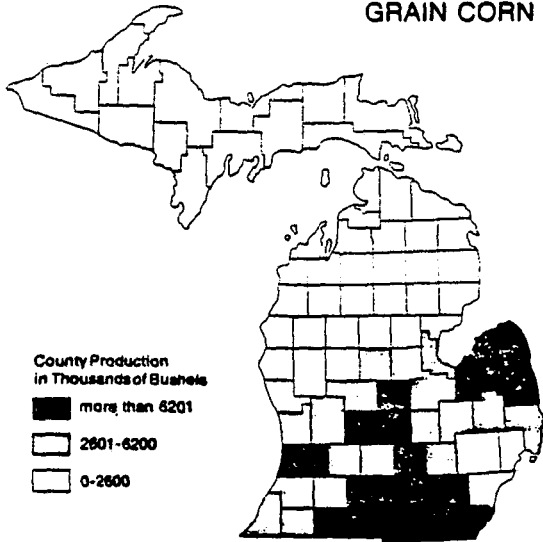 GRAIN CORN
County Production
in Thousands of Bushels
more than 6201
2601-6200
0-2600